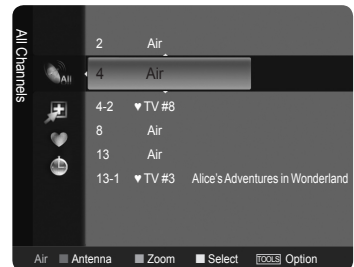 All Channels
2 Air
All
4 Air
4-2 ♥ TV #8
8 Air
13 Air
13-1 ♥ TV #3 Alice's Adventures in Wonderland
Air Antenna Zoom Select TOOLS Option